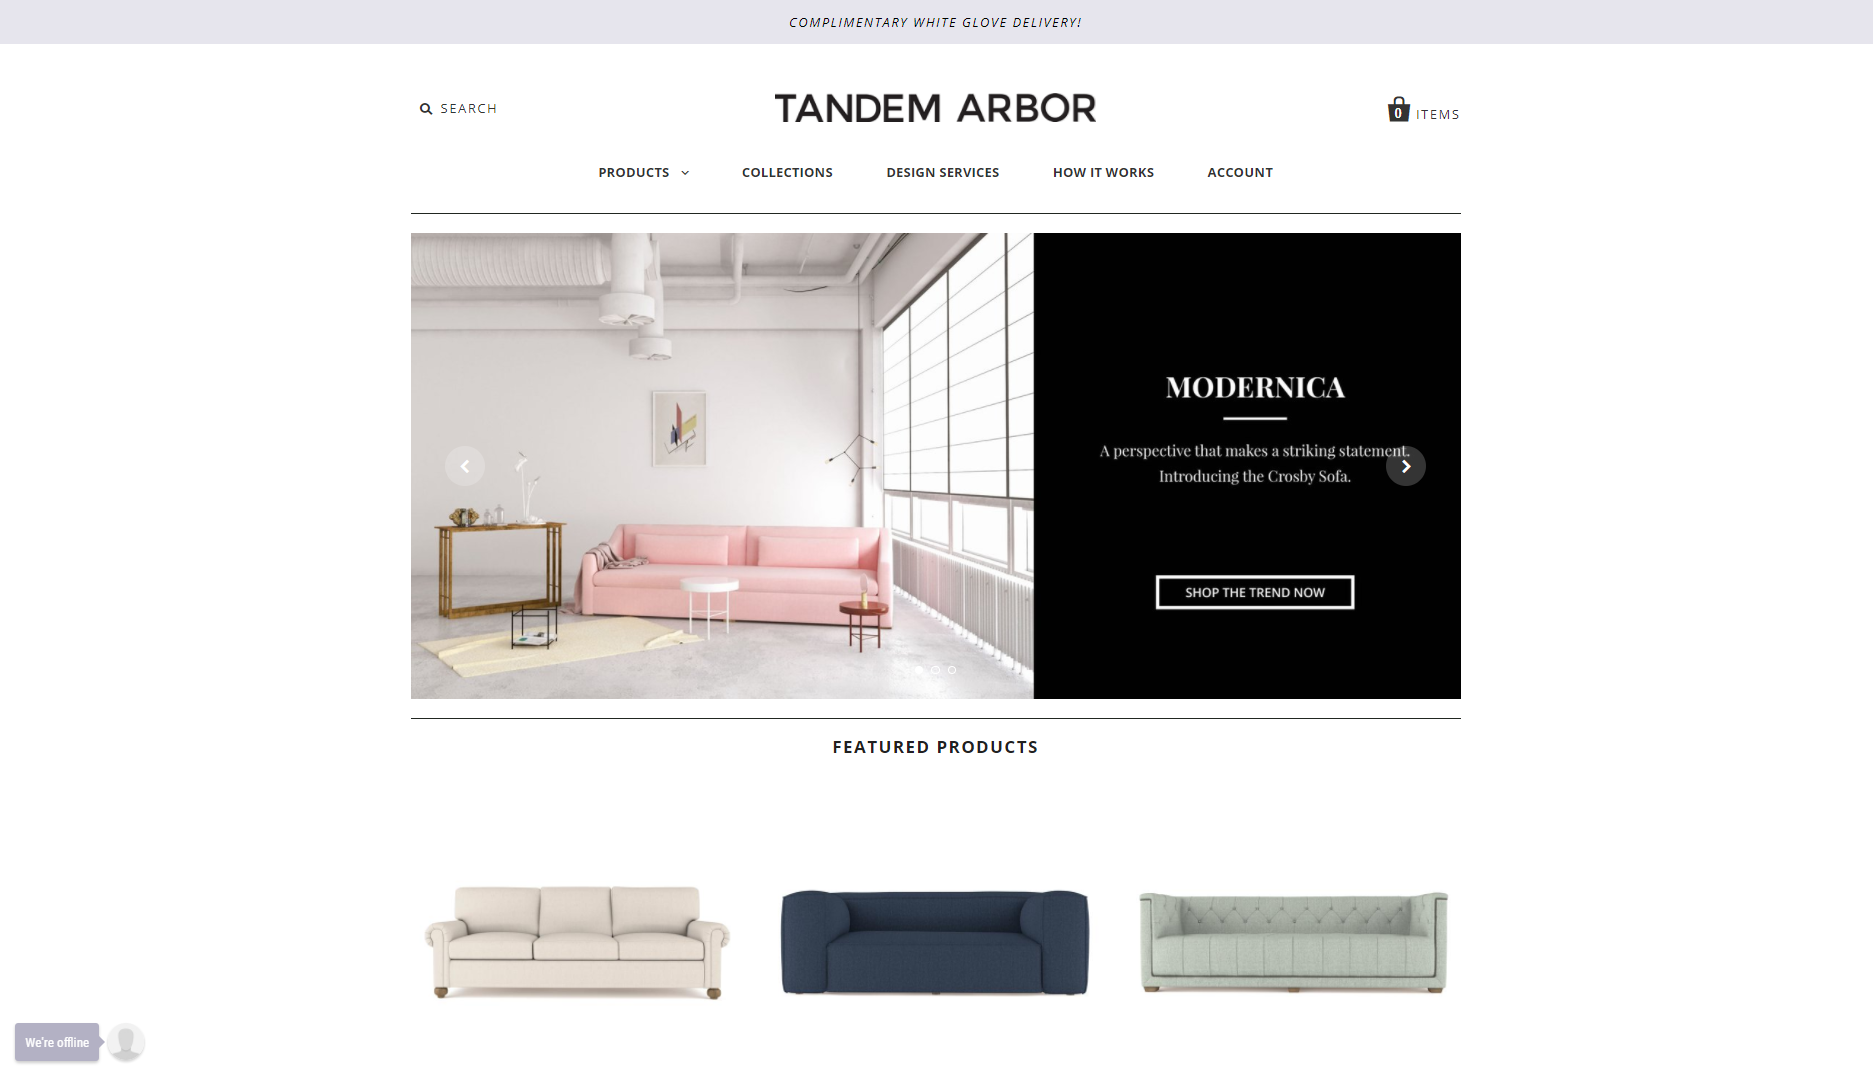 COMPLIMENTARY WHITE GLOVE DELIVERY!
SEARCH
TANDEM ARBOR
0 ITEMS
PRODUCTS
COLLECTIONS
DESIGN SERVICES
HOW IT WORKS
ACCOUNT
MODERNICA
A perspective that makes a striking statement.
Introducing the Crosby Sofa.
SHOP THE TREND NOW
FEATURED PRODUCTS
We're offline